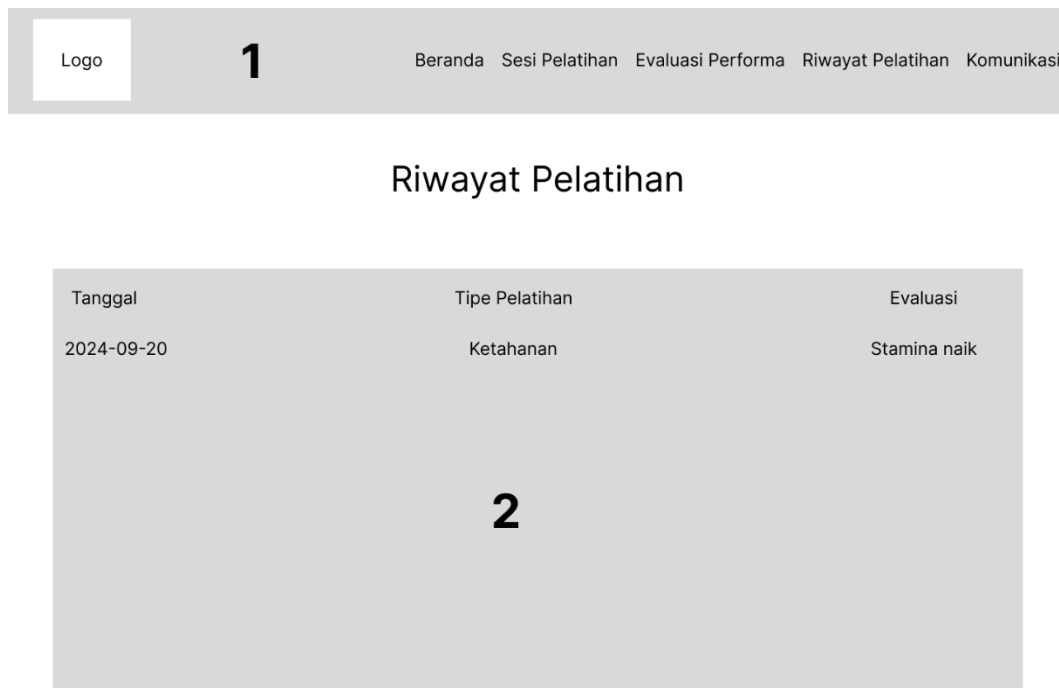 Logo 1 Beranda Sesi Pelatihan Evaluasi Performa Riwayat Pelatihan Komunikasi
Riwayat Pelatihan
Tanggal Tipe Pelatihan Evaluasi
2024-09-20 Ketahanan Stamina naik
2